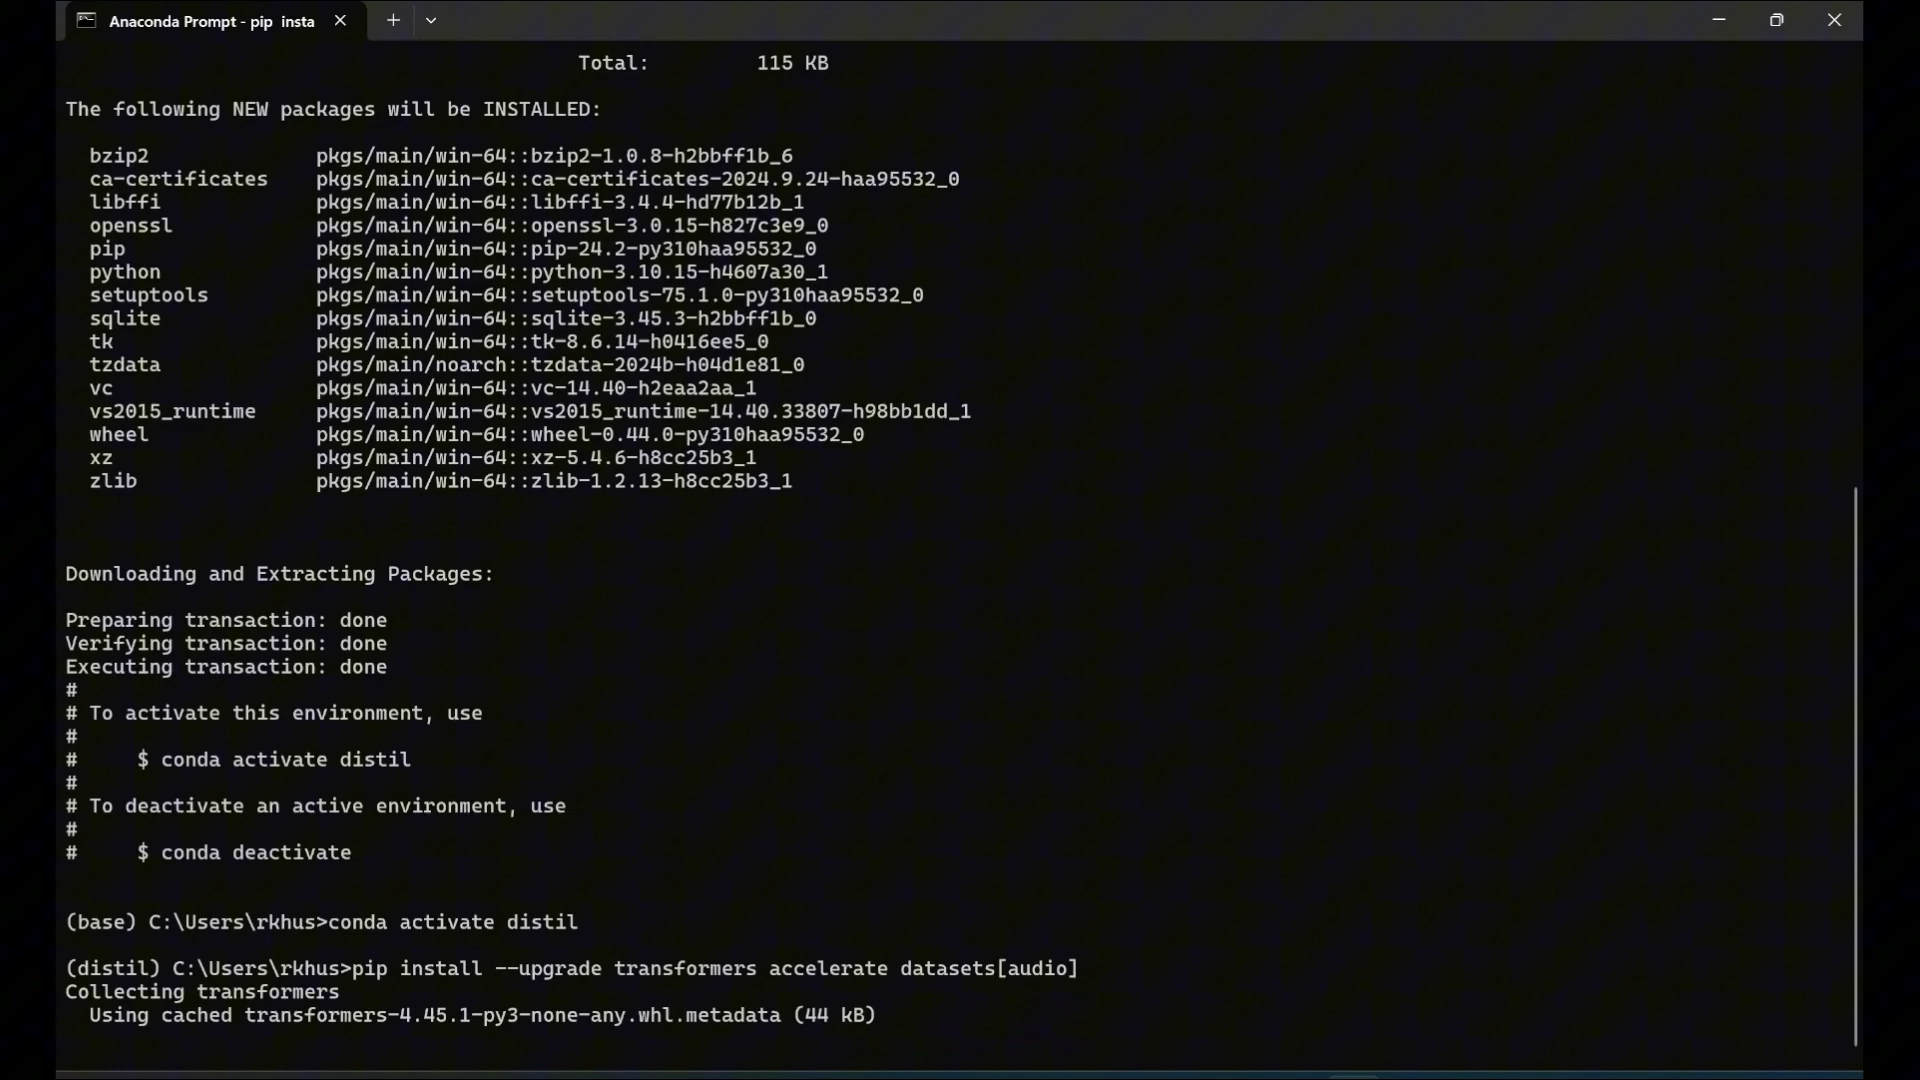 Anaconda Prompt - pip insta
Total: 115 KB
The following NEW packages will be INSTALLED:
bzip2 pkgs/main/win-64::bzip2-1.0.8-h2bbff1b_6
ca-certificates pkgs/main/win-64::ca-certificates-2024.9.24-haa95532_0
libffi pkgs/main/win-64::libffi-3.4.4-hd77b12b_1
openssl pkgs/main/win-64::openssl-3.0.15-h827c3e9_0
pip pkgs/main/win-64::pip-24.2-py310haa95532_0
python pkgs/main/win-64::python-3.10.15-h4607a30_1
setuptools pkgs/main/win-64::setuptools-75.1.0-py310haa95532_0
sqlite pkgs/main/win-64::sqlite-3.45.3-h2bbff1b_0
tk pkgs/main/win-64::tk-8.6.14-h0416ee5_0
tzdata pkgs/main/noarch::tzdata-2024b-h04d1e81_0
vc pkgs/main/win-64::vc-14.40-h2eaa2aa_1
vs2015_runtime pkgs/main/win-64::vs2015_runtime-14.40.33807-h98bb1dd_1
wheel pkgs/main/win-64::wheel-0.44.0-py310haa95532_0
xz pkgs/main/win-64::xz-5.4.6-h8cc25b3_1
zlib pkgs/main/win-64::zlib-1.2.13-h8cc25b3_1
Downloading and Extracting Packages:
Preparing transaction: done
Verifying transaction: done
Executing transaction: done
#
# To activate this environment, use
#
# $ conda activate distil
#
# To deactivate an active environment, use
#
# $ conda deactivate
(base) C:\Users\rkhus>conda activate distil
(distil) C:\Users\rkhus>pip install --upgrade transformers accelerate datasets[audio]
Collecting transformers
Using cached transformers-4.45.1-py3-none-any.whl.metadata (44 kB)